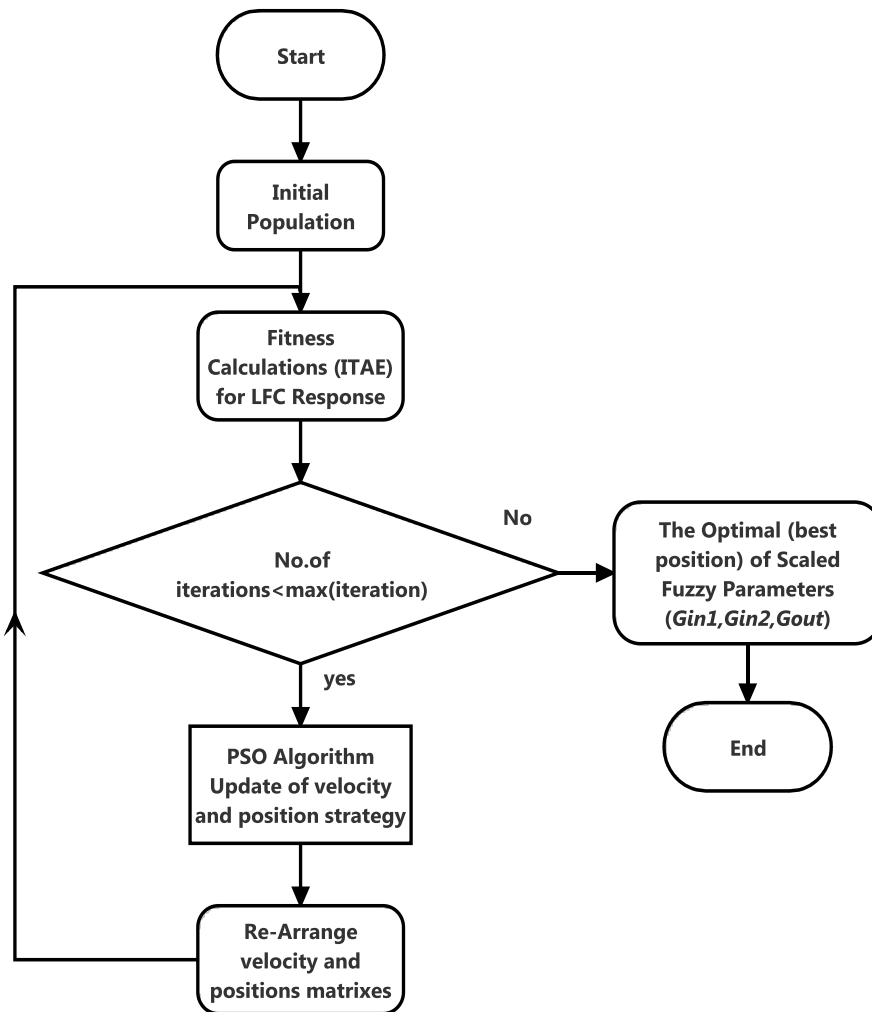 Start
Initial
Population
Fitness
Calculations (ITAE)
for LFC Response
No.of
iterations<max(iteration)
No
yes
The Optimal (best
position) of Scaled
Fuzzy Parameters
(Gin1,Gin2,Gout)
End
PSO Algorithm
Update of velocity
and position strategy
Re-Arrange
velocity and
positions matrixes